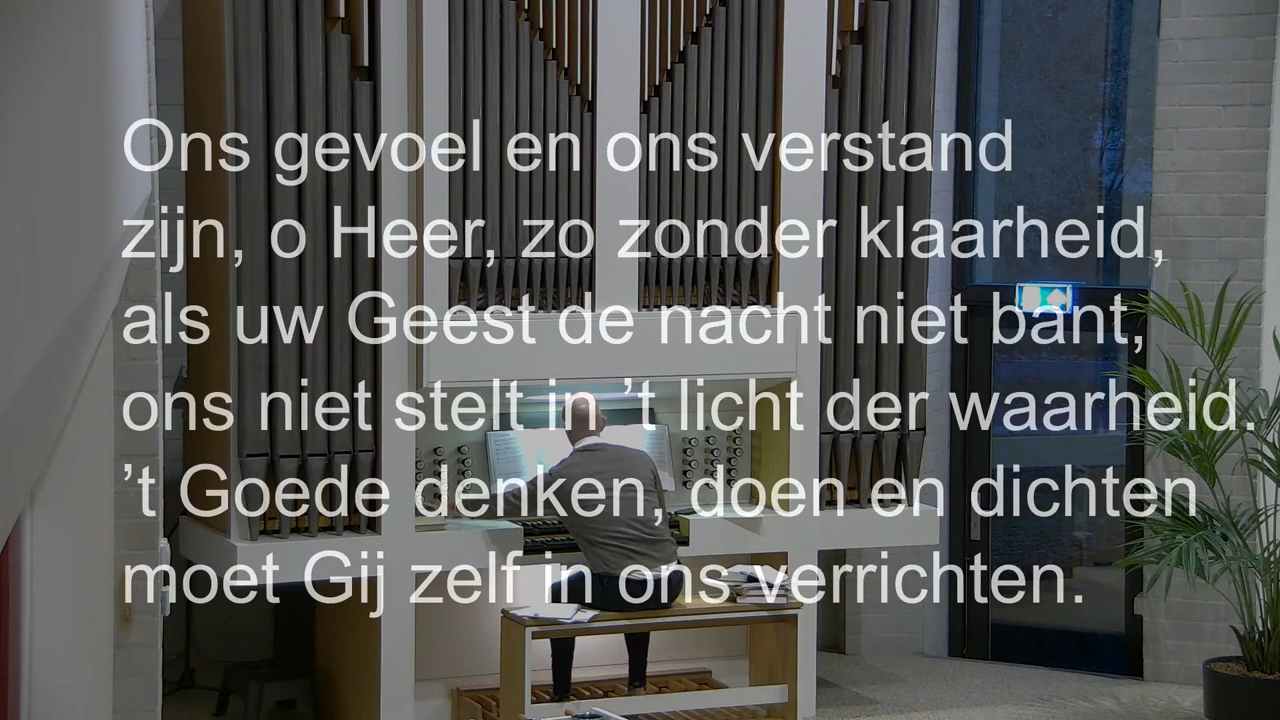 Ons gevoel en ons verstand
zijn, o Heer, zo zonder klaarheid,
als uw Geest de nacht niet bant,
ons niet stelt in ’t licht der waarheid.
’t Goede denken, doen en dichten
moet Gij zelf in ons verrichten.